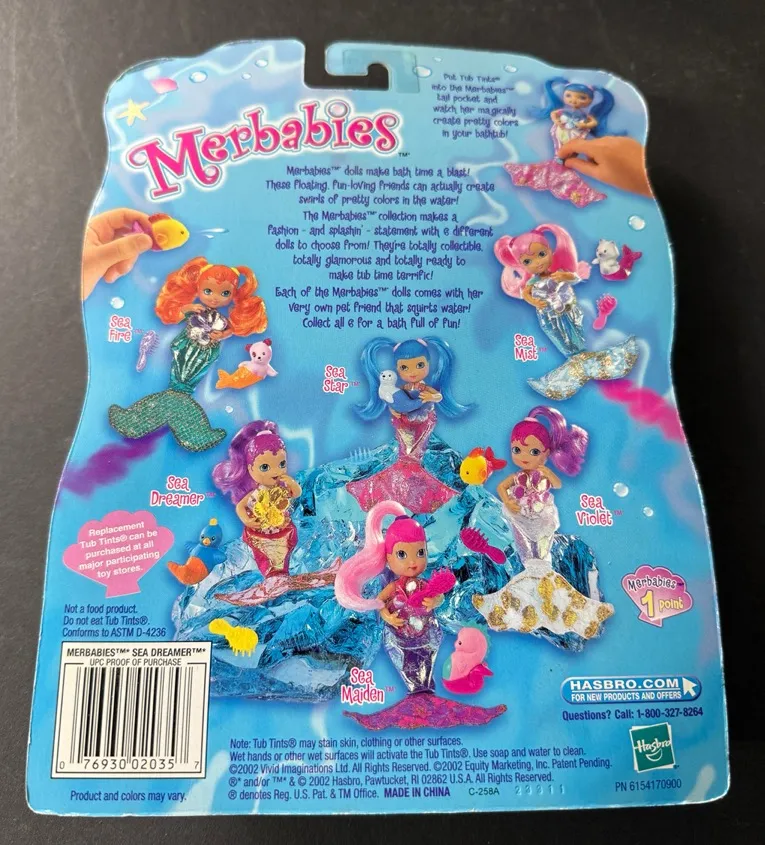 Put Tub Tints®
into the Merbabies™
tail pocket and
watch her magically
create pretty colors
in your bathtub!
Merbabies™
Merbabies™ dolls make bath time a blast!
These floating, fun-loving friends can actually create
swirls of pretty colors in the water!
The Merbabies™ collection makes a
fashion - and splashin' - statement with 6 different
dolls to choose from! They're totally collectible,
totally glamorous and totally ready to
make tub time terrific!
Each of the Merbabies™ dolls comes with her
very own pet friend that squirts water!
Collect all 6 for a bath full of fun!
Sea
Fire™
Sea
Star™
Sea
Mist™
Sea
Dreamer™
Sea
Violet™
Replacement
Tub Tints® can be
purchased at all
major participating
toy stores.
Merbabies™
1 point
Not a food product.
Do not eat Tub Tints®.
Conforms to ASTM D-4236
MERBABIES™* SEA DREAMER™*
UPC PROOF OF PURCHASE
0 76930 02035 7
Sea
Maiden™
HASBRO.COM
FOR NEW PRODUCTS AND OFFERS
Questions? Call: 1-800-327-8264
Hasbro
Note: Tub Tints® may stain skin, clothing or other surfaces.
Wet hands or other wet surfaces will activate the Tub Tints®. Use soap and water to clean.
©2002 Vivid Imaginations Ltd. All Rights Reserved. ©2002 Equity Marketing, Inc. Patent Pending.
®* and/or ™* & © 2002 Hasbro, Pawtucket, RI 02862 U.S.A. All Rights Reserved.
® denotes Reg. U.S. Pat. & TM Office. MADE IN CHINA C-258A
Product and colors may vary.
PN 6154170900